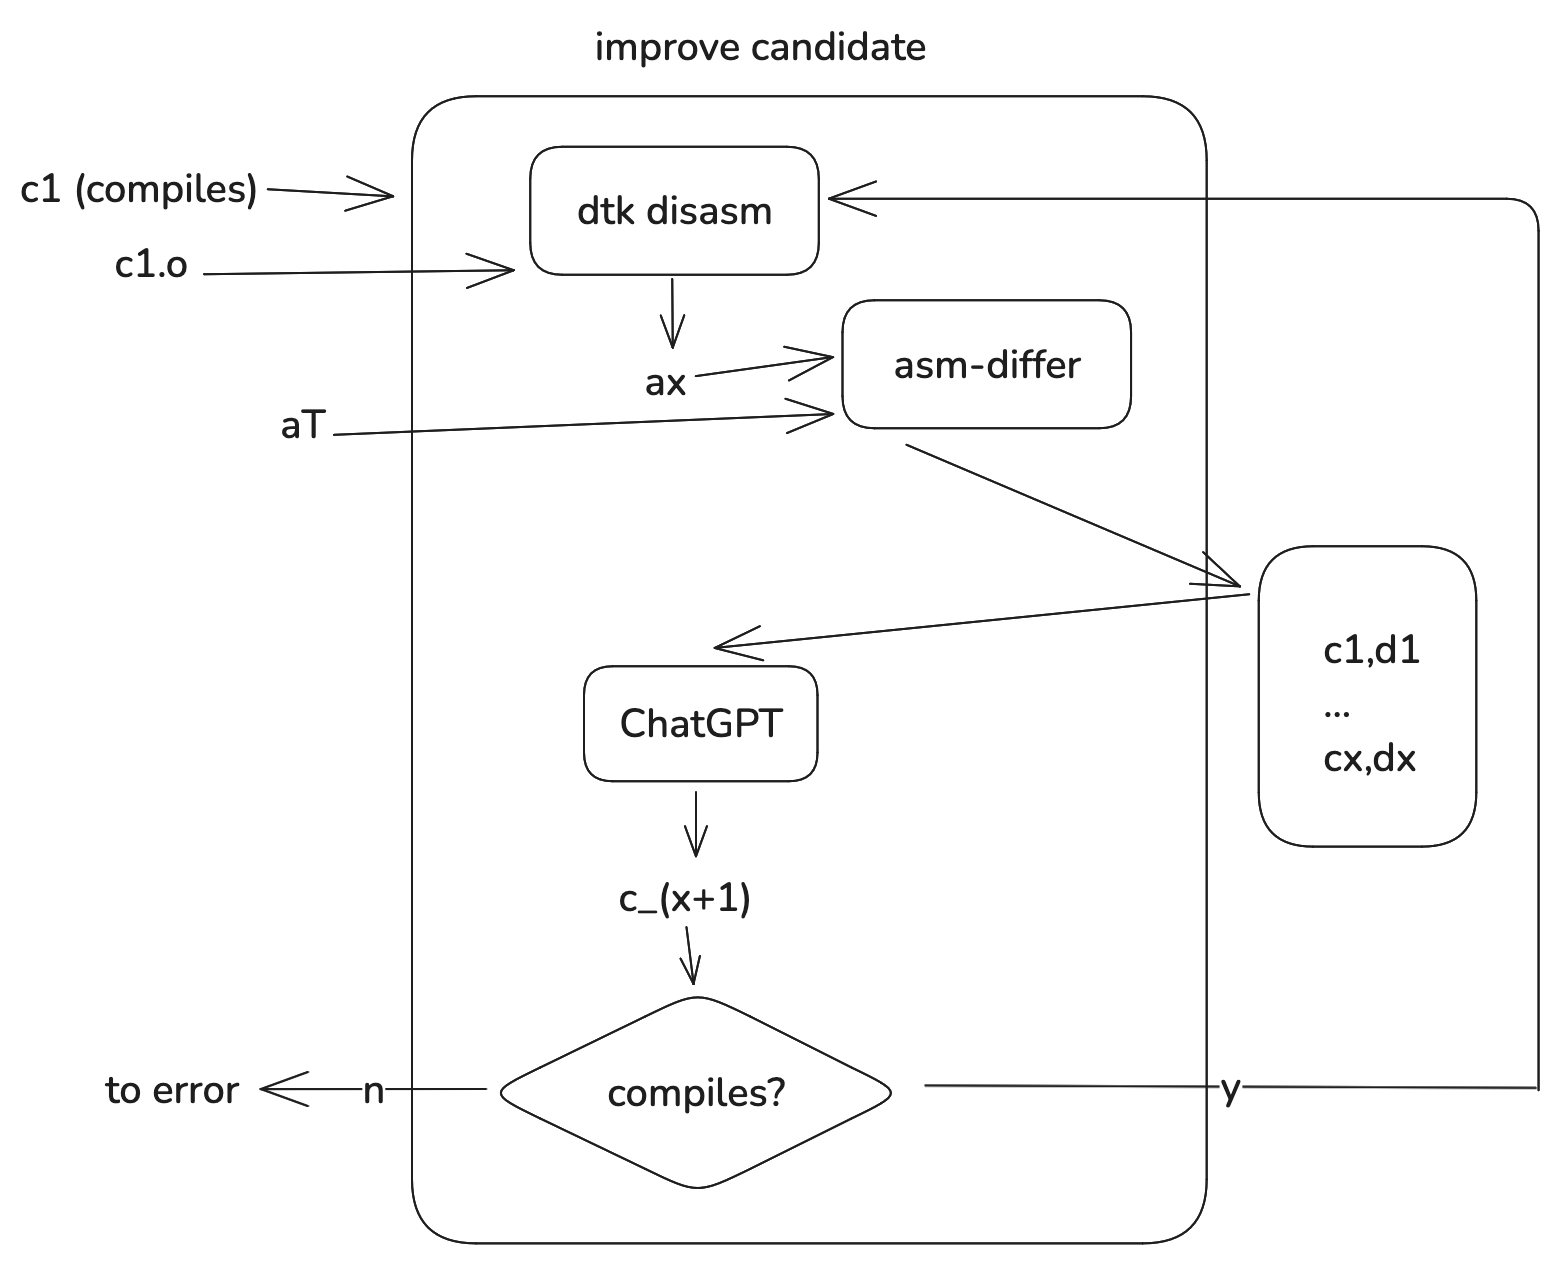 improve candidate
c1 (compiles)
dtk disasm
c1.o
ax
asm-differ
aT
c1,d1
...
cx,dx
ChatGPT
c_(x+1)
compiles?
to error
n
y